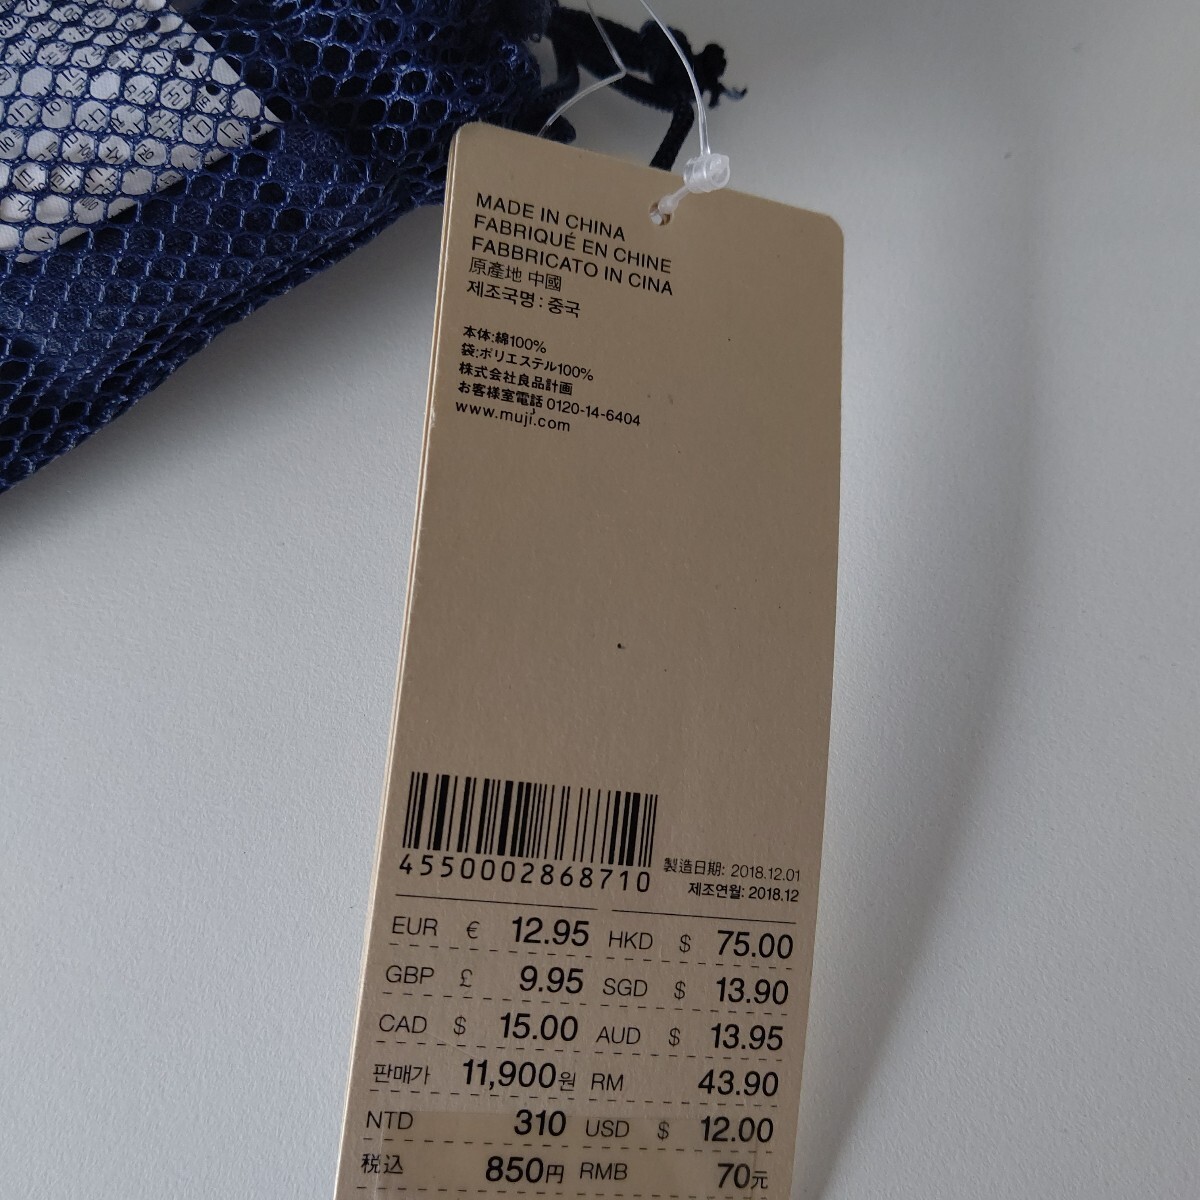 MADE IN CHINA
FABRIQUÉ EN CHINE
FABBRICATO IN CINA
原產地 中國
제조국명 : 중국
本体:綿100%
袋:ポリエステル100%
株式会社良品計画
お客様室電話 0120-14-6404
www.muji.com
4550002868710
製造日期: 2018.12.01
제조연월: 2018.12
EUR € 12.95 HKD $ 75.00
GBP £ 9.95 SGD $ 13.90
CAD $ 15.00 AUD $ 13.95
판매가 11,900원 RM 43.90
NTD 310 USD $ 12.00
税込 850円 RMB 70元